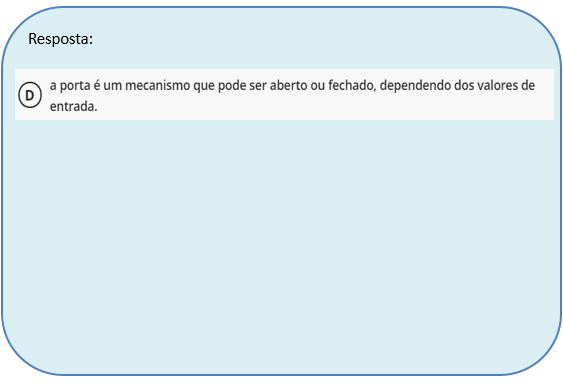 Resposta:
D a porta é um mecanismo que pode ser aberto ou fechado, dependendo dos valores de
entrada.